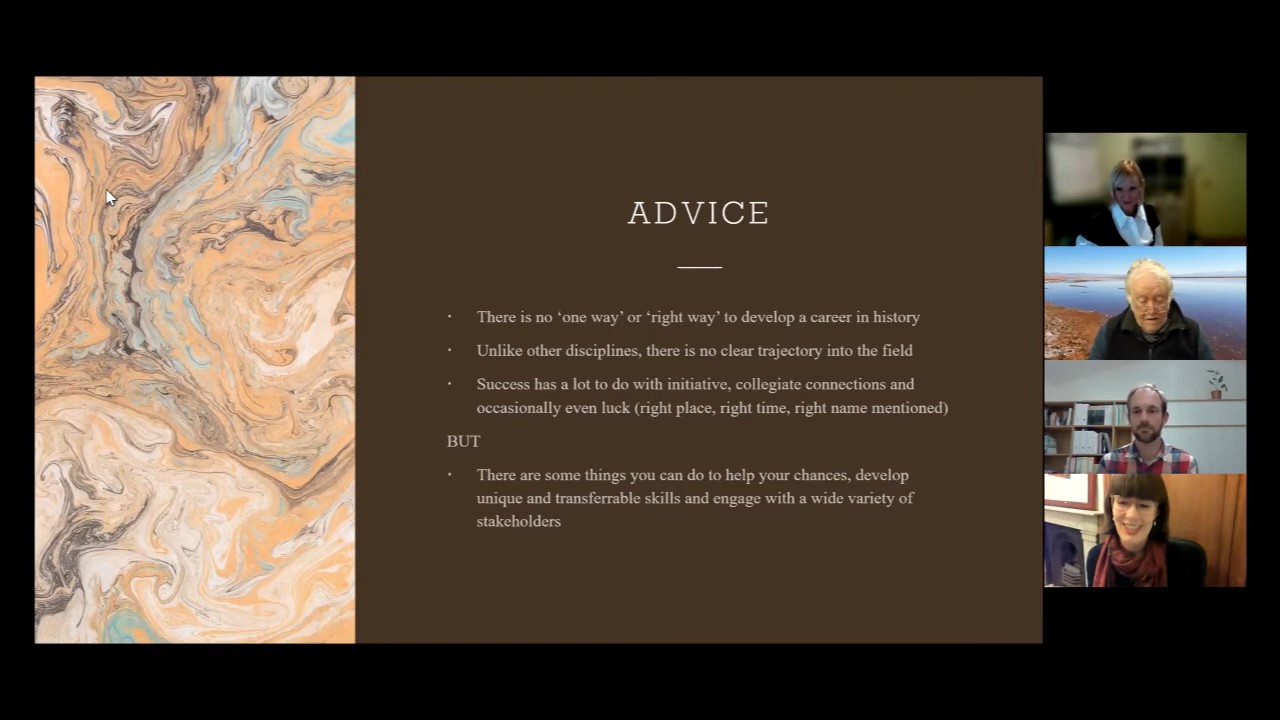 ADVICE
· There is no ‘one way’ or ‘right way’ to develop a career in history
· Unlike other disciplines, there is no clear trajectory into the field
· Success has a lot to do with initiative, collegiate connections and
occasionally even luck (right place, right time, right name mentioned)
BUT
· There are some things you can do to help your chances, develop
unique and transferrable skills and engage with a wide variety of
stakeholders